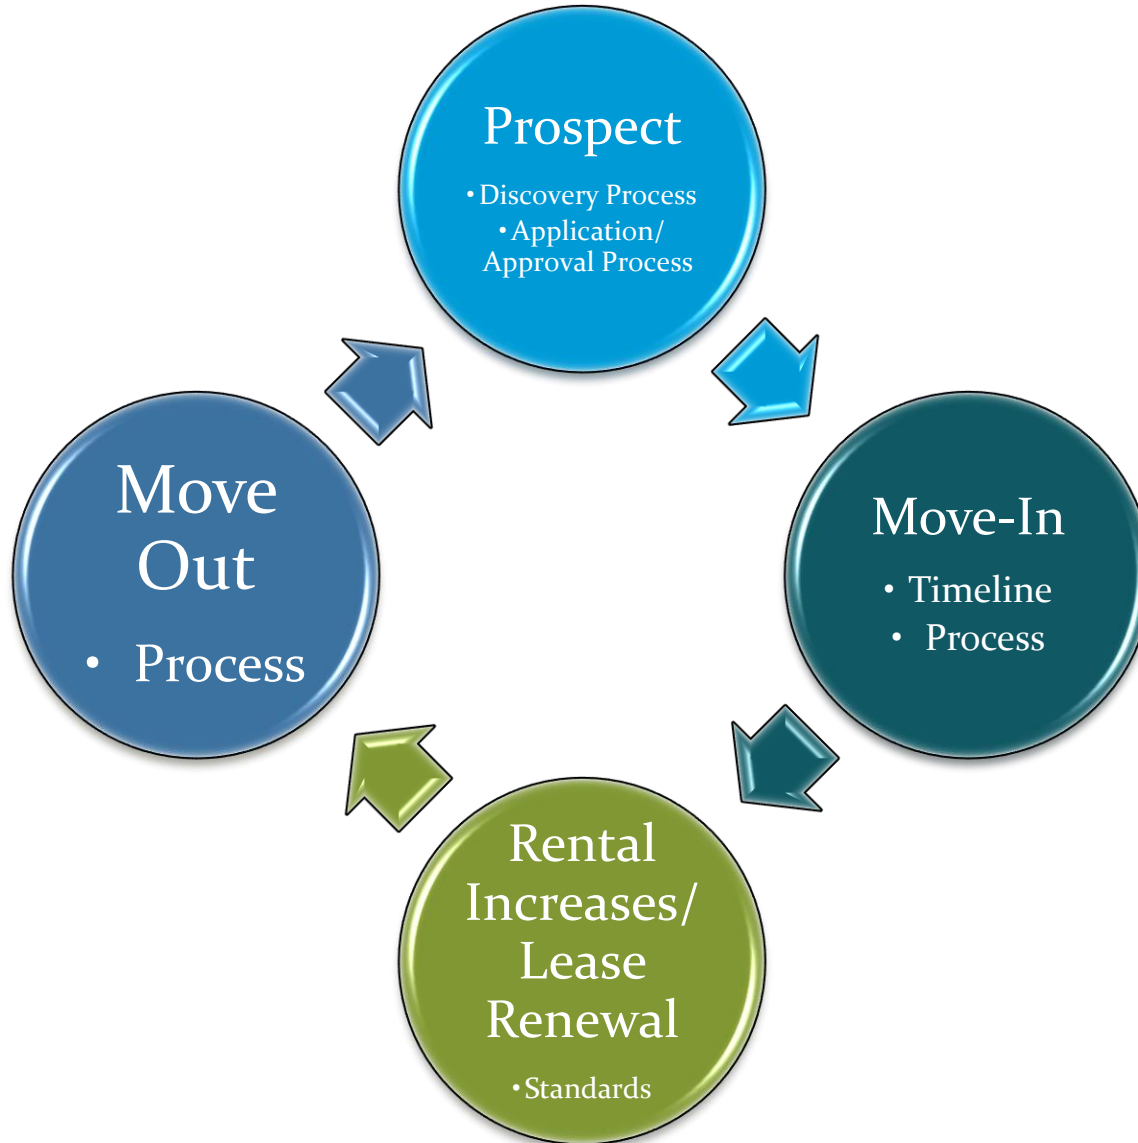 Prospect
• Discovery Process
• Application/
Approval Process
Move-In
• Timeline
• Process
Rental
Increases/
Lease
Renewal
• Standards
Move
Out
• Process